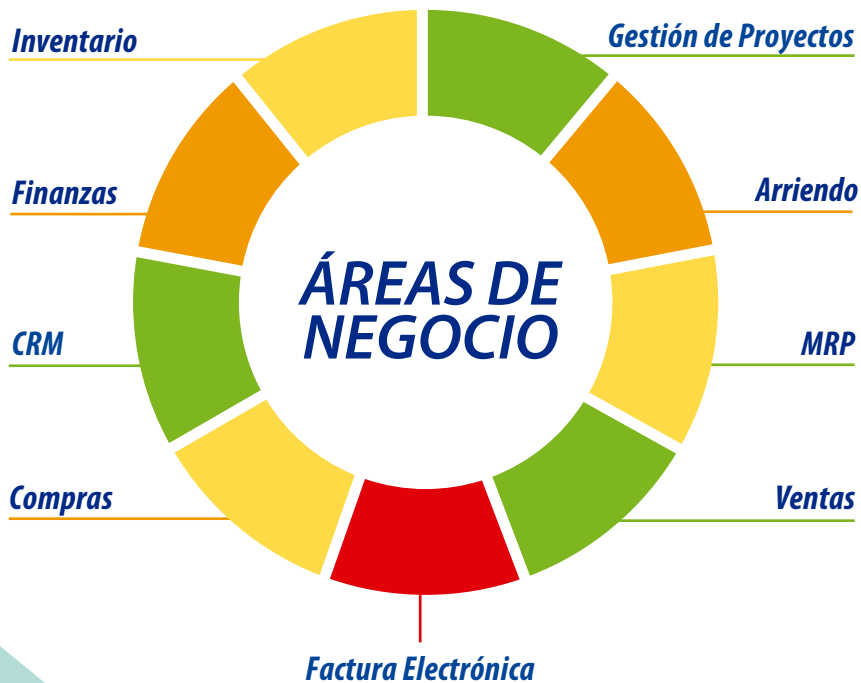 Inventario
Gestión de Proyectos
Finanzas
Arriendo
ÁREAS DE
NEGOCIO
CRM
MRP
Compras
Ventas
Factura Electrónica